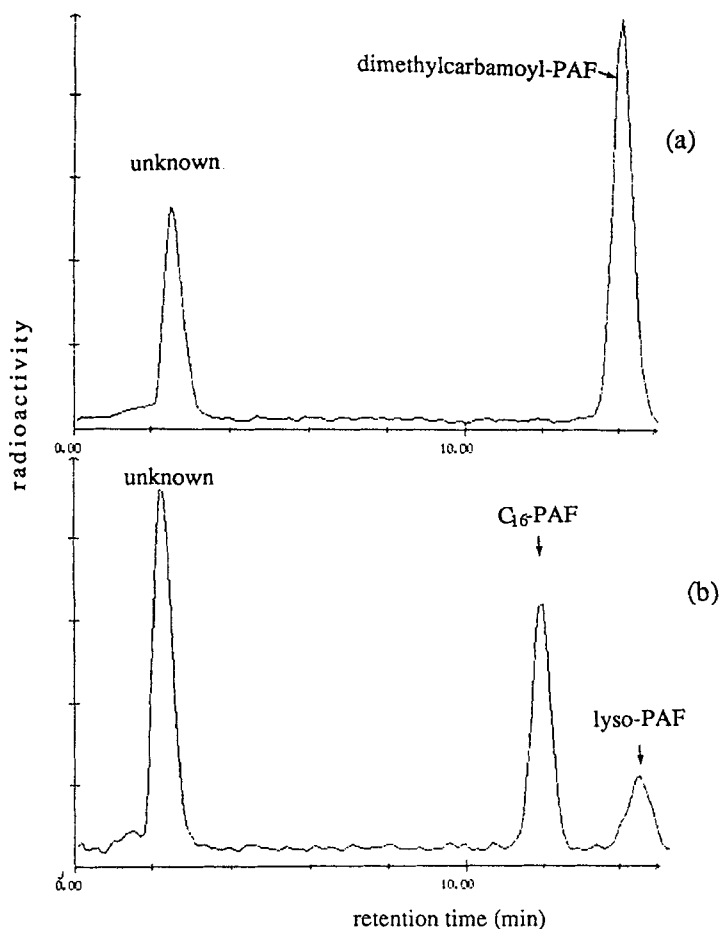 dimethylcarbamoyl-PAF
(a)
unknown
radioactivity
0.00
10.00
unknown
C₁₆-PAF
(b)
lyso-PAF
0.00
10.00
retention time (min)